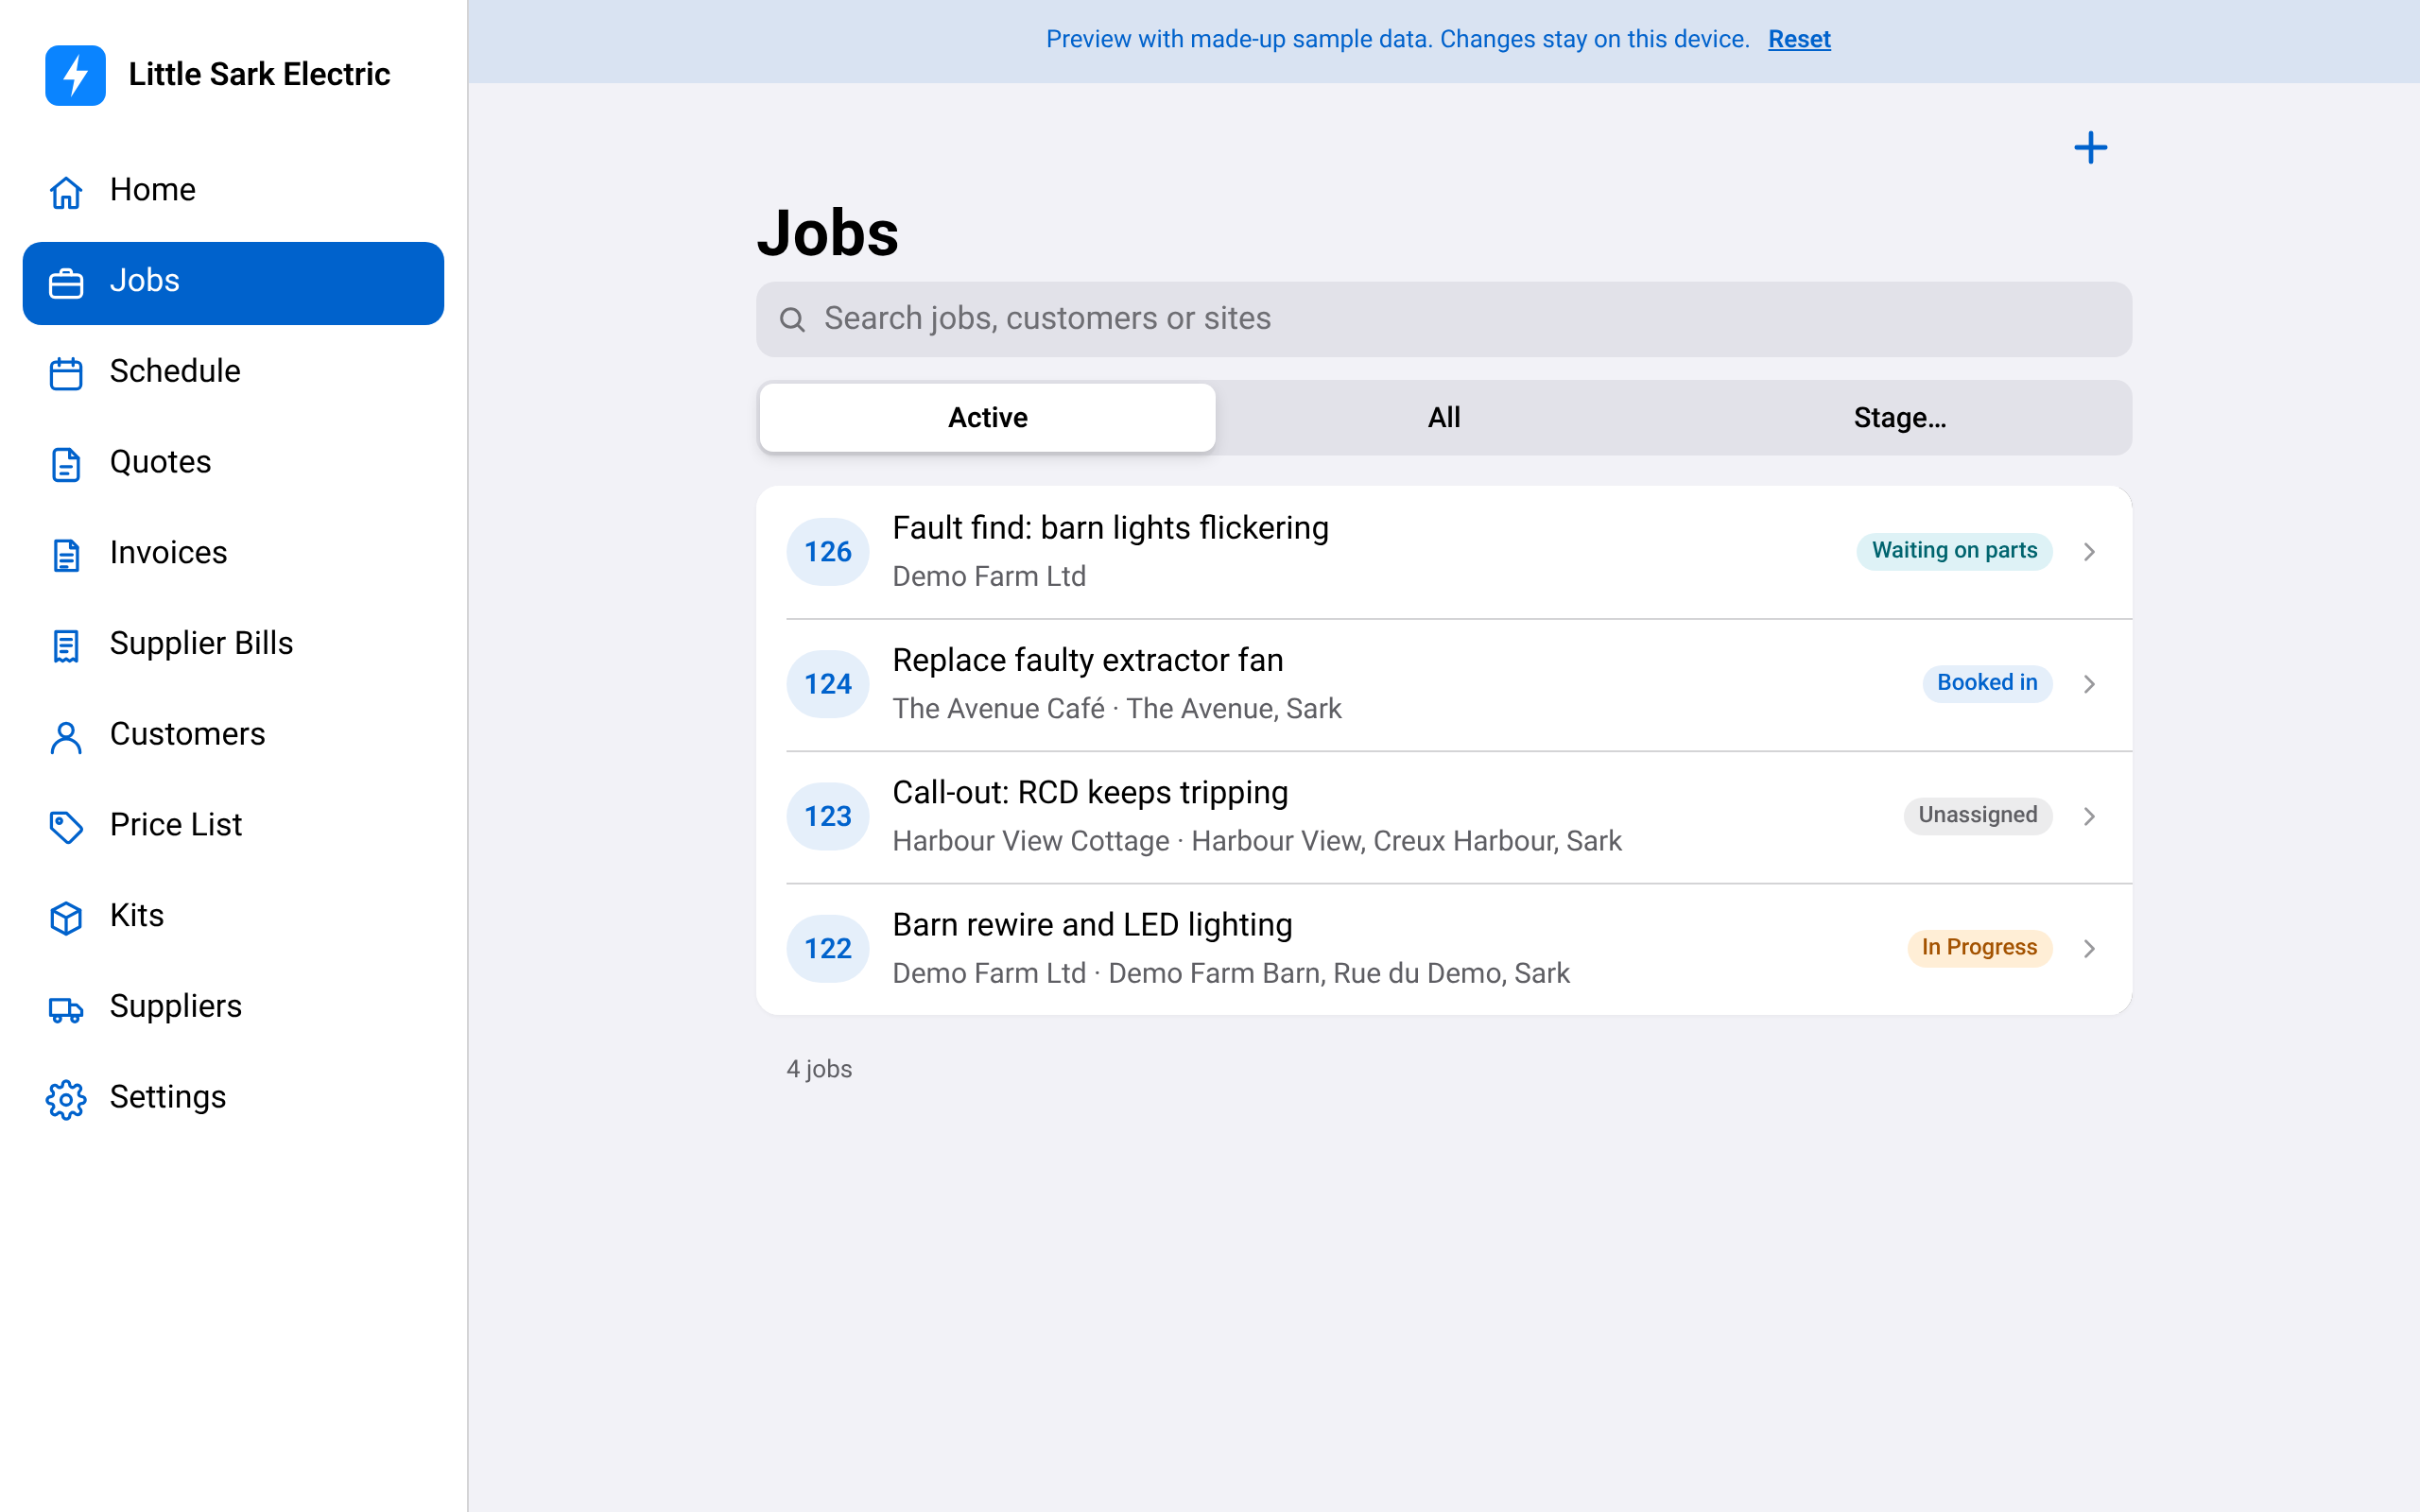 Little Sark Electric
Home
Jobs
Schedule
Quotes
Invoices
Supplier Bills
Customers
Price List
Kits
Suppliers
Settings
Preview with made-up sample data. Changes stay on this device. Reset
Jobs
Search jobs, customers or sites
Active All Stage...
126 Fault find: barn lights flickering Waiting on parts
Demo Farm Ltd
124 Replace faulty extractor fan Booked in
The Avenue Café · The Avenue, Sark
123 Call-out: RCD keeps tripping Unassigned
Harbour View Cottage · Harbour View, Creux Harbour, Sark
122 Barn rewire and LED lighting In Progress
Demo Farm Ltd · Demo Farm Barn, Rue du Demo, Sark
4 jobs